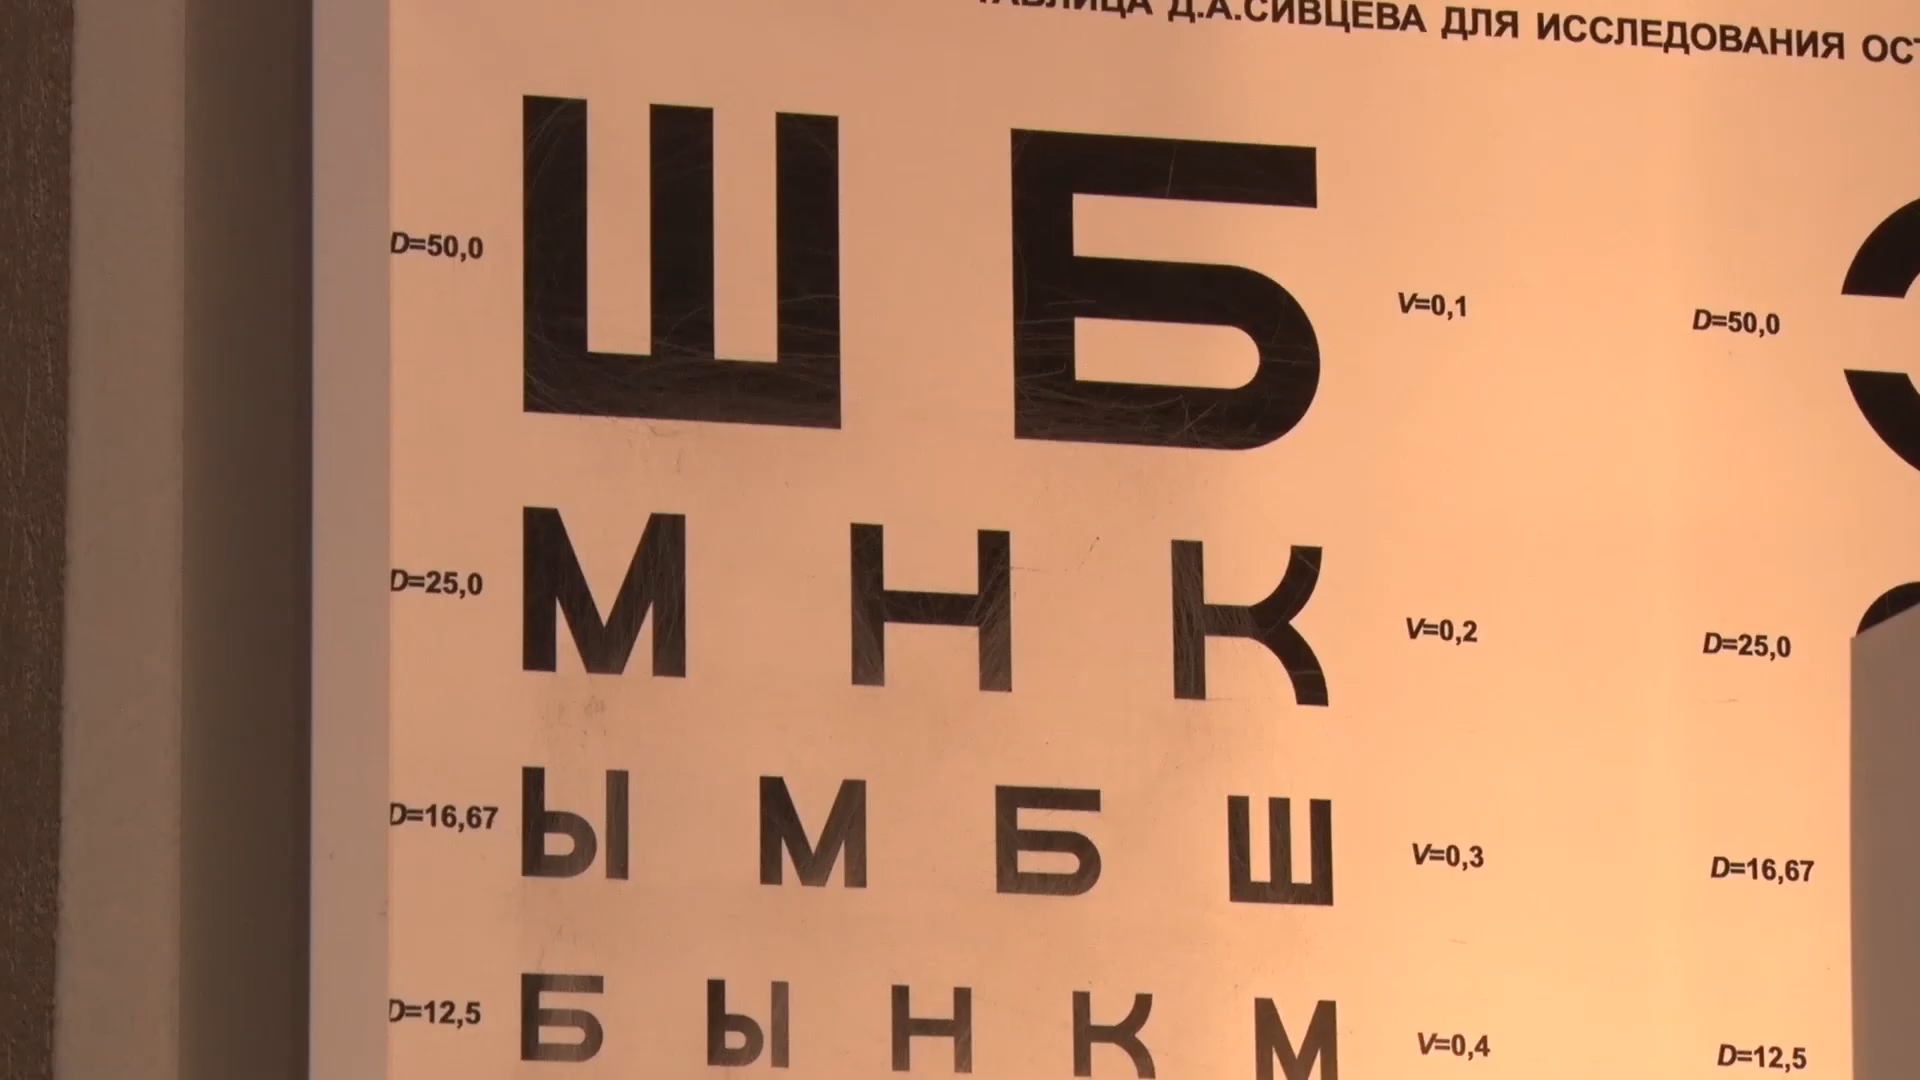 ТАБЛИЦА Д.А.СИВЦЕВА ДЛЯ ИССЛЕДОВАНИЯ
D=50,0 Ш Б V=0,1 D=50,0
D=25,0 М Н К V=0,2 D=25,0
D=16,67 Ы М Б Ш V=0,3 D=16,67
D=12,5 Б Ы Н К М V=0,4 D=12,5